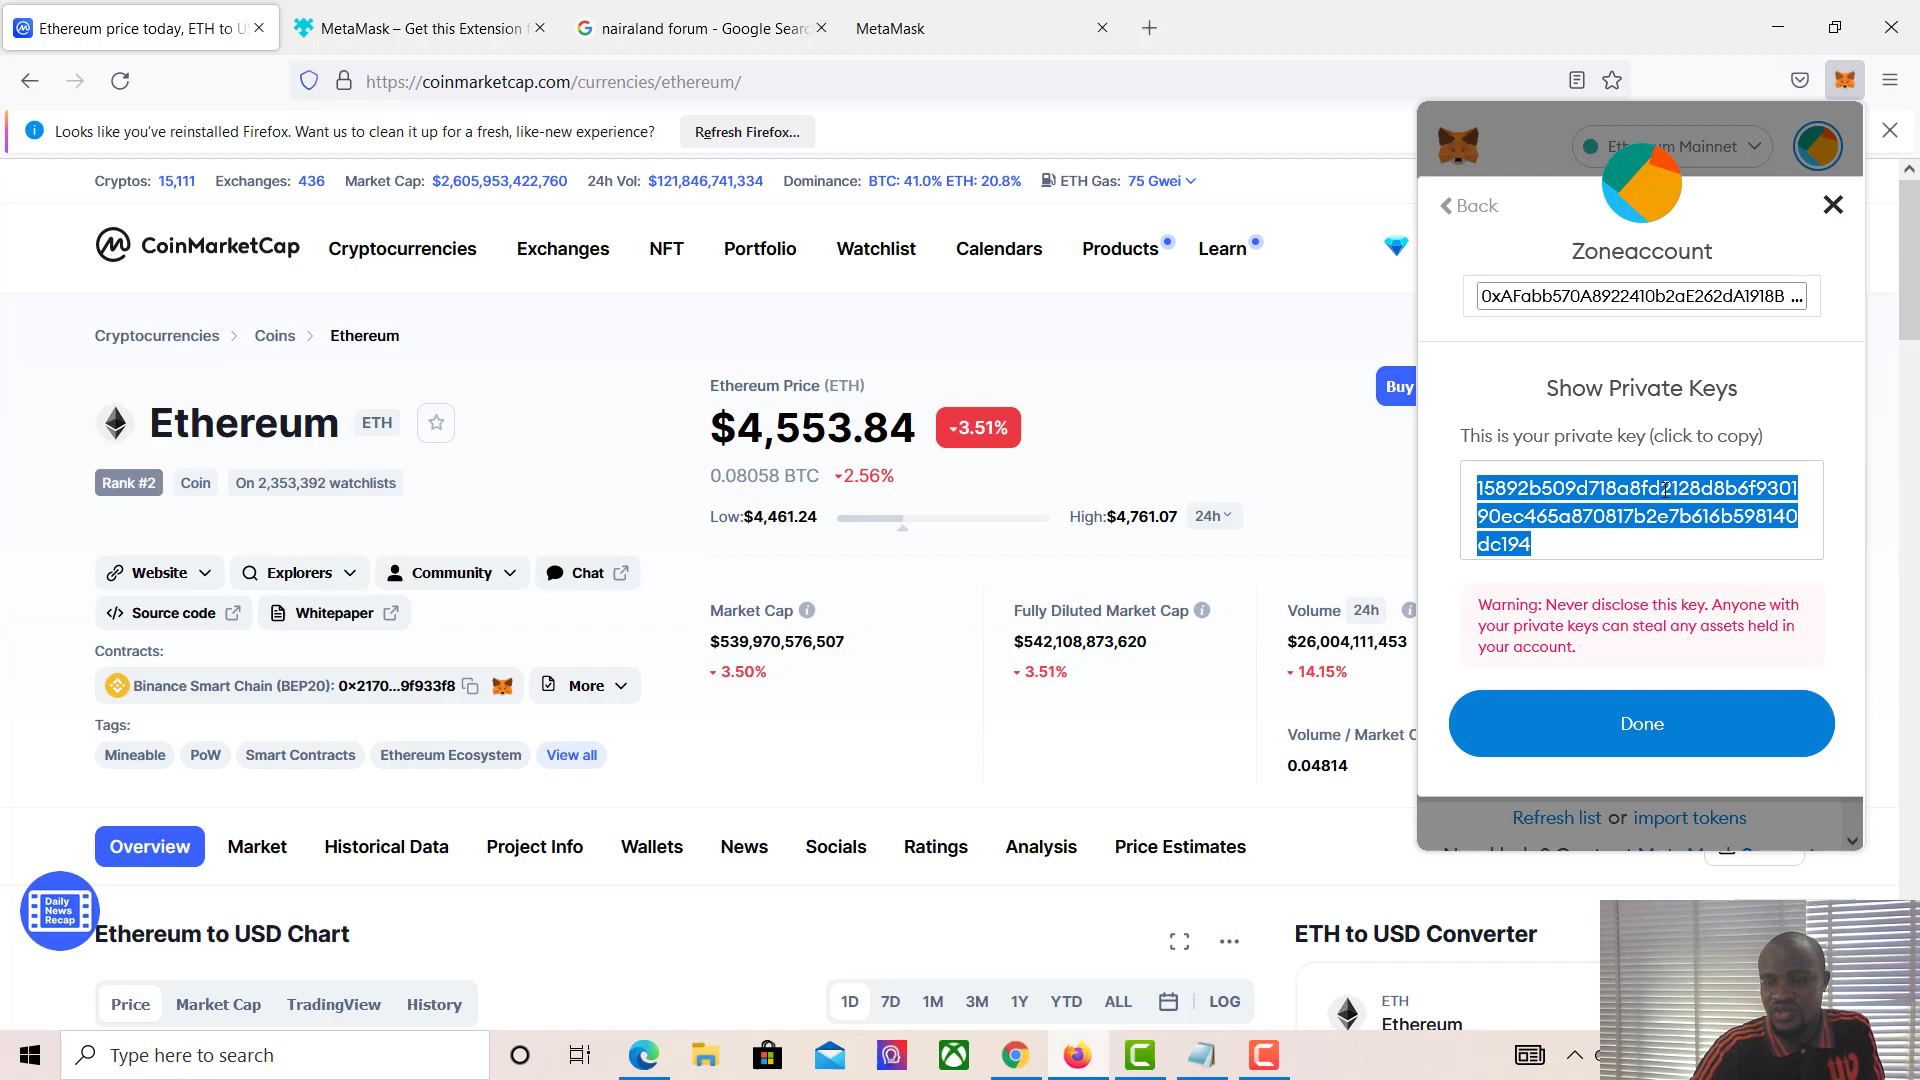 Ethereum price today, ETH to US
MetaMask – Get this Extension f
nairaland forum - Google Searc
MetaMask
https://coinmarketcap.com/currencies/ethereum/
Looks like you've reinstalled Firefox. Want us to clean it up for a fresh, like-new experience?
Refresh Firefox...
Cryptos: 15,111 Exchanges: 436 Market Cap: $2,605,953,422,760 24h Vol: $121,846,741,334 Dominance: BTC: 41.0% ETH: 20.8% ETH Gas: 75 Gwei
CoinMarketCap
Cryptocurrencies Exchanges NFT Portfolio Watchlist Calendars Products Learn
Cryptocurrencies Coins Ethereum
Ethereum ETH
Rank #2 Coin On 2,353,392 watchlists
Website Explorers Community Chat
Source code Whitepaper
Contracts:
Binance Smart Chain (BEP20): 0x2170...9f933f8 More
Tags:
Mineable PoW Smart Contracts Ethereum Ecosystem View all
Ethereum Price (ETH)
$4,553.84 3.51%
0.08058 BTC 2.56%
Low:$4,461.24 High:$4,761.07 24h
Buy
Market Cap
$539,970,576,507
3.50%
Fully Diluted Market Cap
$542,108,873,620
3.51%
Volume 24h
$26,004,111,453
14.15%
Volume / Market C
0.04814
Overview Market Historical Data Project Info Wallets News Socials Ratings Analysis Price Estimates
Daily
News
Recap
Ethereum to USD Chart
Price Market Cap TradingView History
1D 7D 1M 3M 1Y YTD ALL LOG
ETH to USD Converter
ETH
Ethereum
Ethereum Mainnet
Back
Zoneaccount
0xAFabb570A8922410b2aE262dA1918B ...
Show Private Keys
This is your private key (click to copy)
[private key omitted for security]
Warning: Never disclose this key. Anyone with
your private keys can steal any assets held in
your account.
Done
Refresh list or import tokens
Type here to search